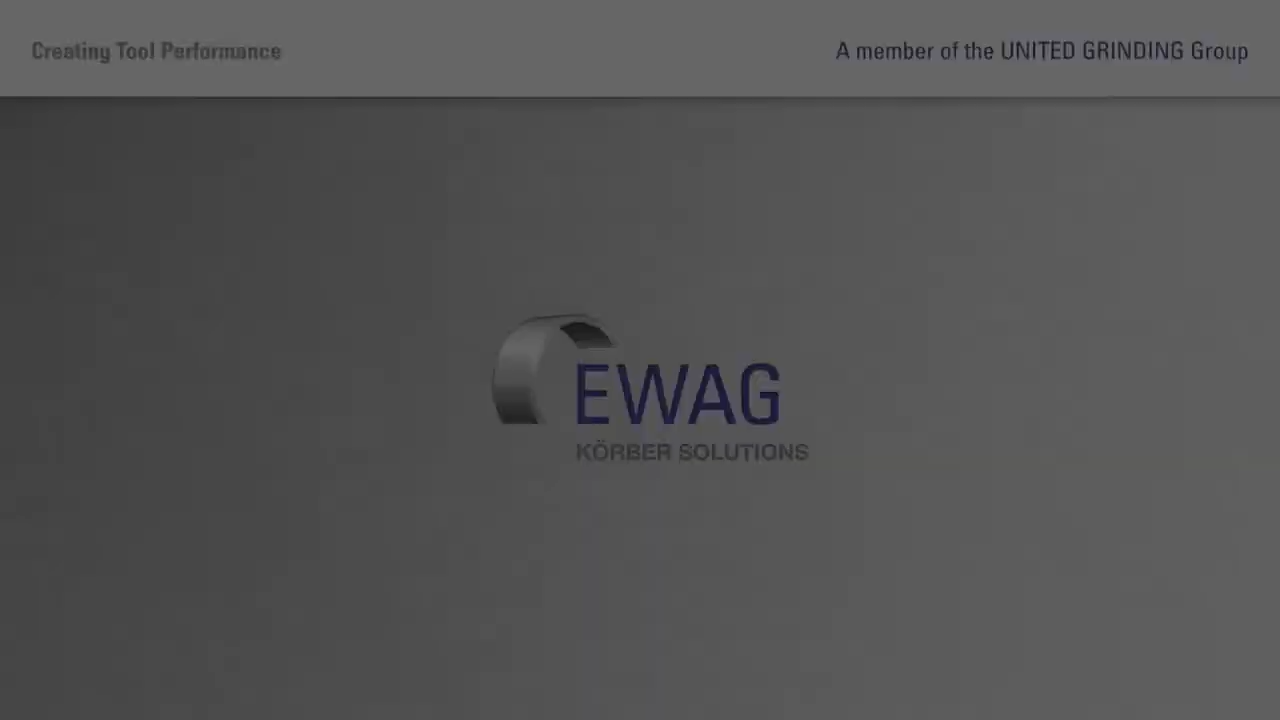 Creating Tool Performance
A member of the UNITED GRINDING Group
EWAG
KÖRBER SOLUTIONS